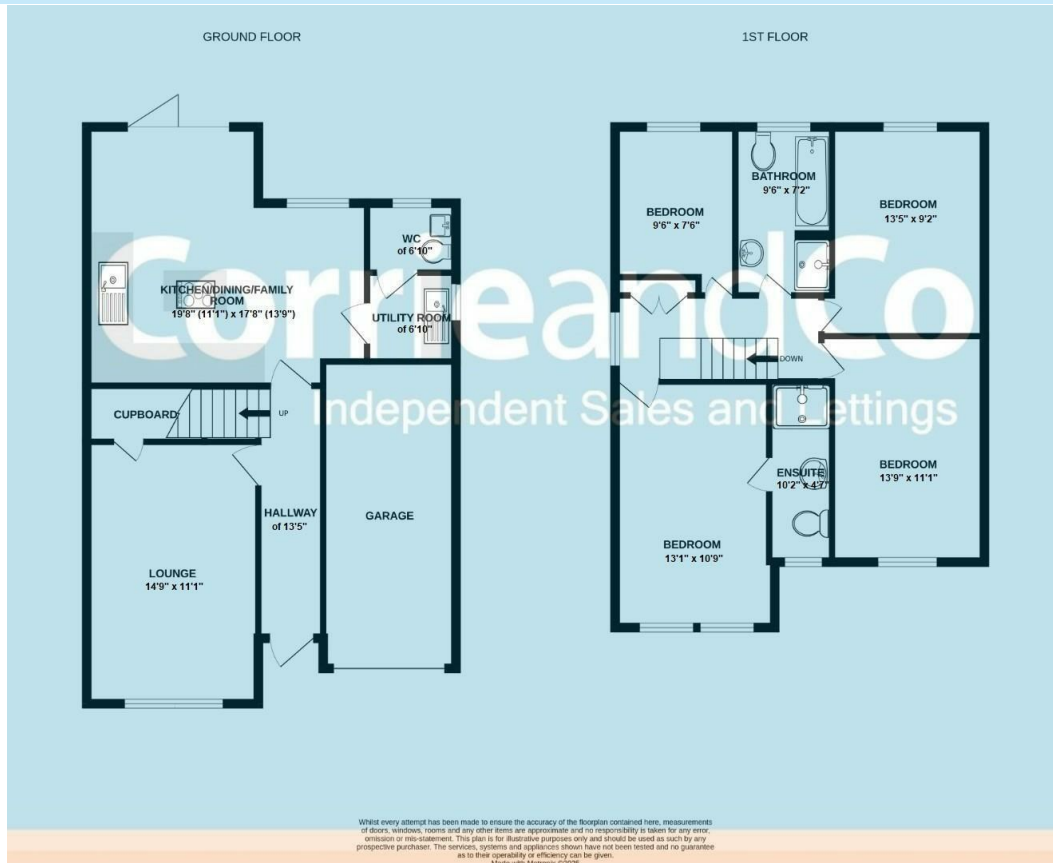 GROUND FLOOR
1ST FLOOR
BATHROOM
9'6" x 7'2"
BEDROOM
13'5" x 9'2"
BEDROOM
9'6" x 7'6"
WC
of 6'10"
KITCHEN/DINING/FAMILY
ROOM
19'8" (11'1") x 17'8" (13'9")
UTILITY ROOM
of 6'10"
CorrieandCo
Independent Sales and Lettings
DOWN
CUPBOARD
UP
BEDROOM
13'9" x 11'1"
ENSUITE
10'2" x 4'7"
HALLWAY
of 13'5"
GARAGE
BEDROOM
13'1" x 10'9"
LOUNGE
14'9" x 11'1"
Whilst every attempt has been made to ensure the accuracy of the floorplan contained here, measurements
of doors, windows, rooms and any other items are approximate and no responsibility is taken for any error,
omission or mis-statement. This plan is for illustrative purposes only and should be used as such by any
prospective purchaser. The services, systems and appliances shown have not been tested and no guarantee
as to their operability or efficiency can be given.
Made with Metropix ©2025